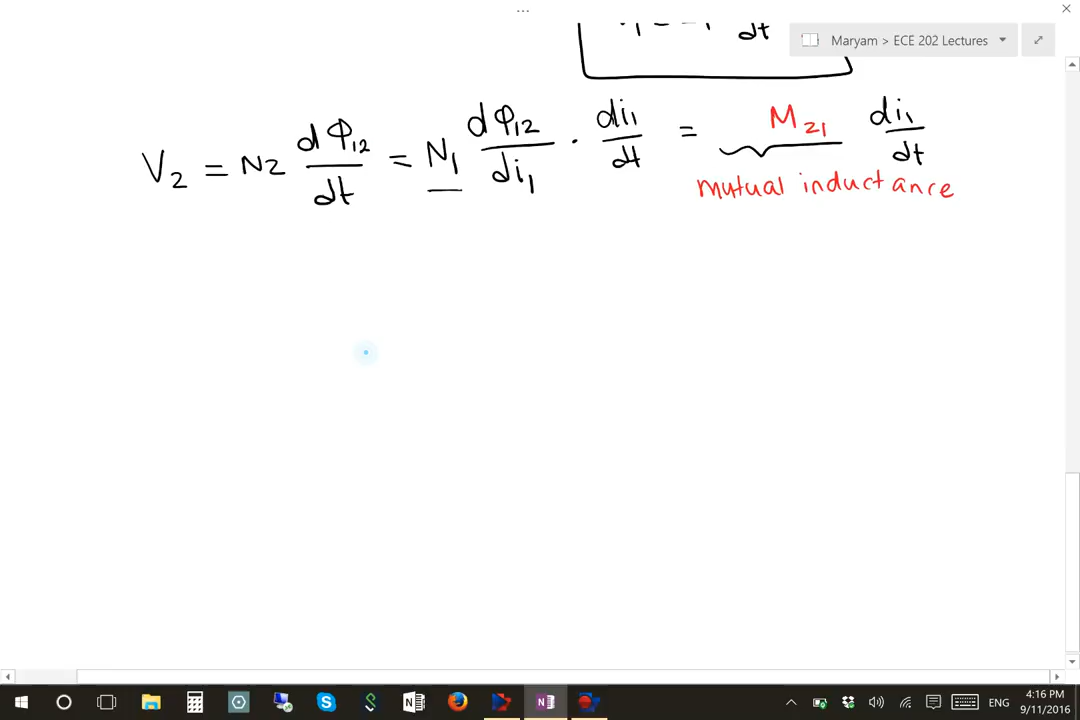 ...
Maryam > ECE 202 Lectures
dt
V₂ = N2 dφ₁₂/dt = N₁ dφ₁₂/di₁ · di₁/dt = M₂₁ di₁/dt
mutual inductance
ENG
4:16 PM
9/11/2016